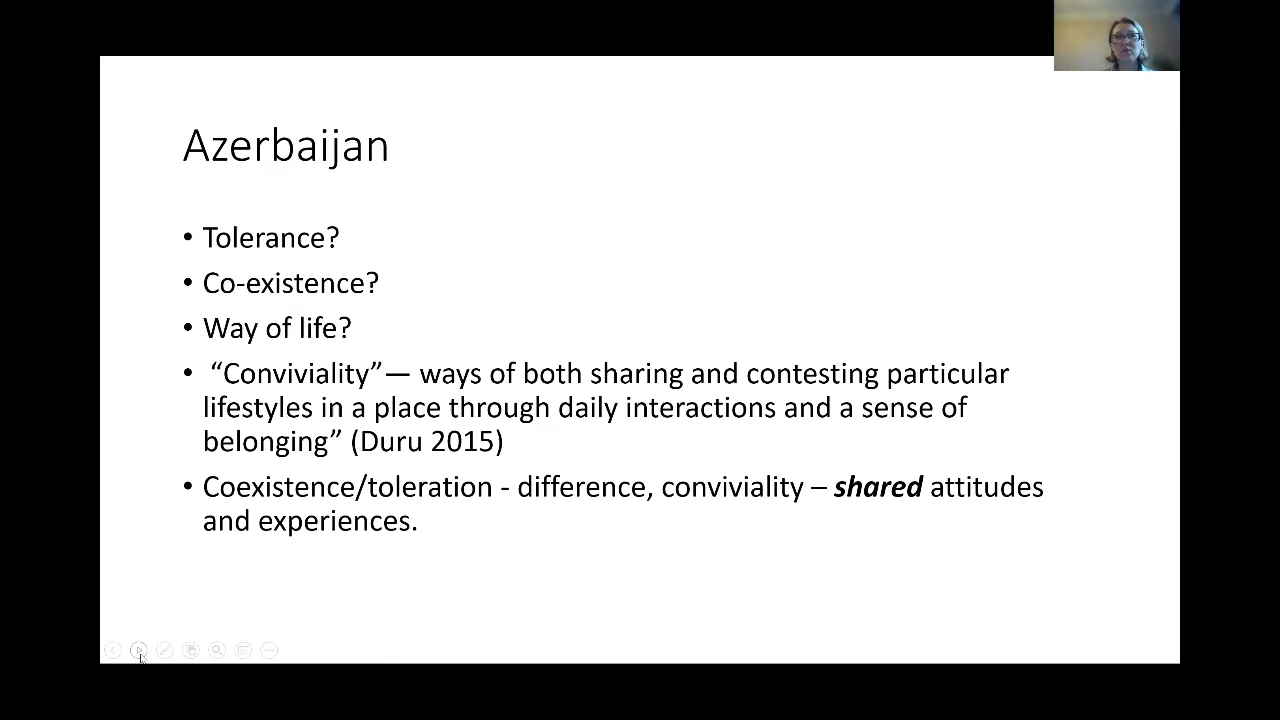 Azerbaijan
• Tolerance?
• Co-existence?
• Way of life?
• “Conviviality”— ways of both sharing and contesting particular
lifestyles in a place through daily interactions and a sense of
belonging” (Duru 2015)
• Coexistence/toleration - difference, conviviality – shared attitudes
and experiences.